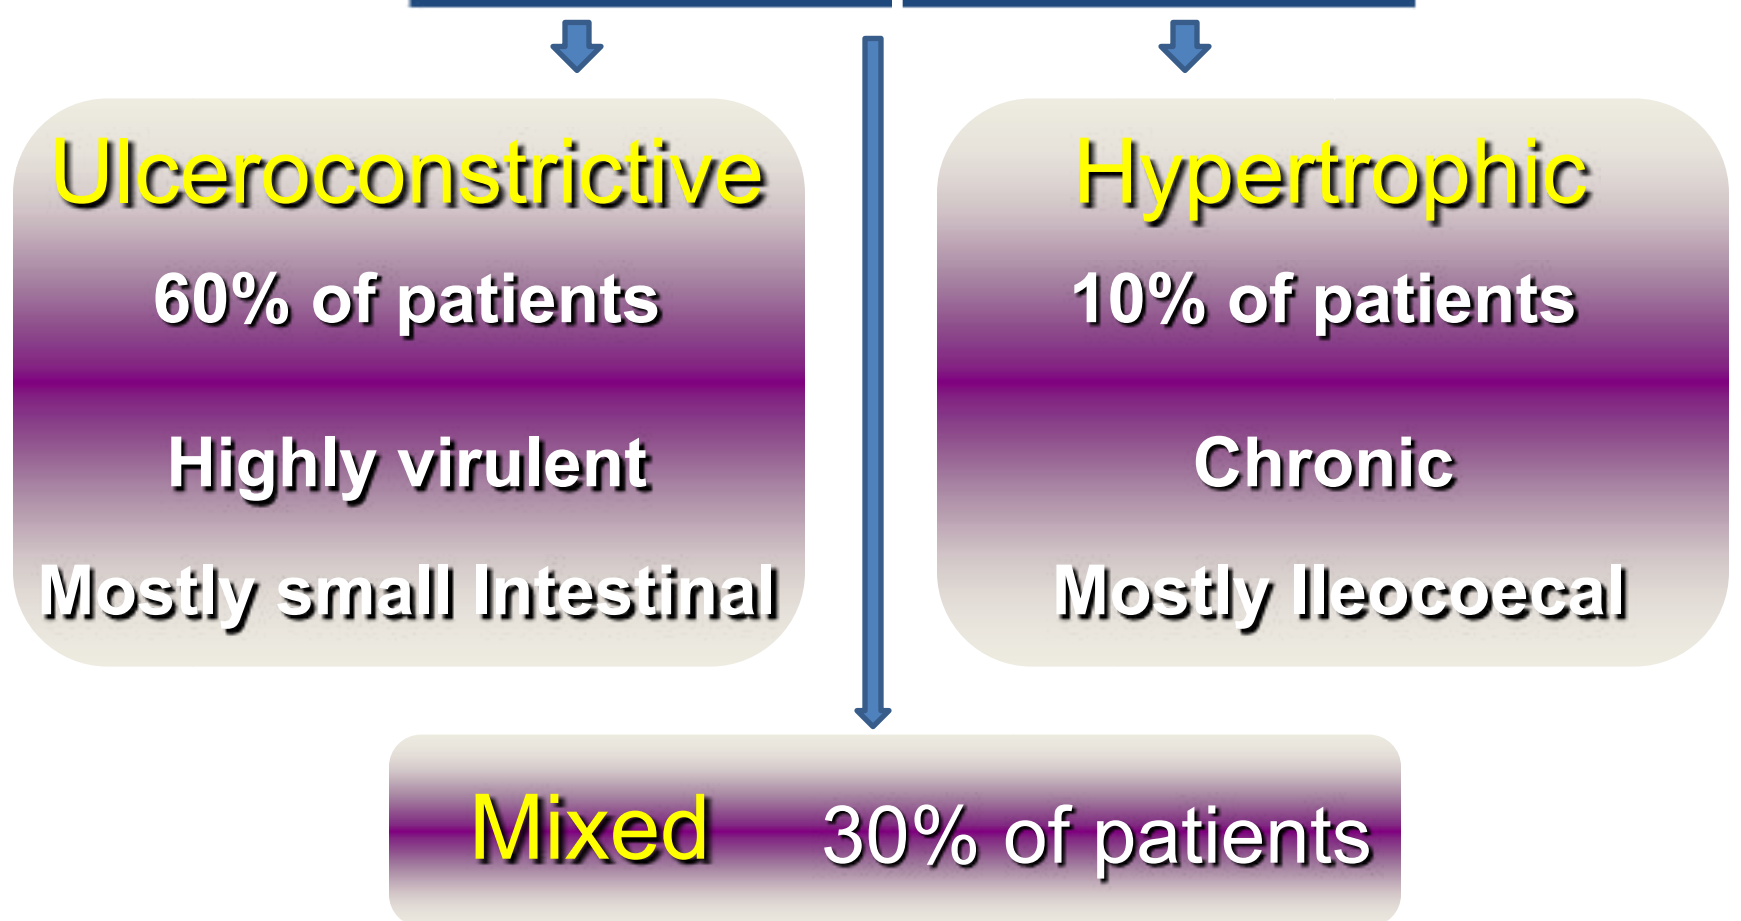 Ulceroconstrictive
60% of patients
Highly virulent
Mostly small Intestinal
Hypertrophic
10% of patients
Chronic
Mostly Ileocoecal
Mixed 30% of patients